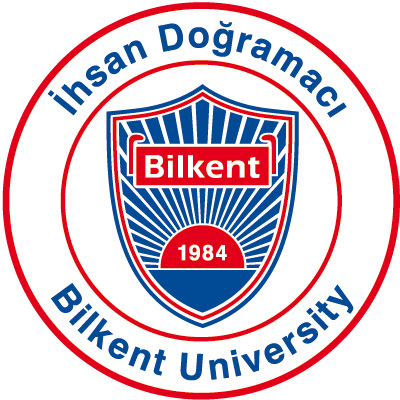 İhsan Doğramacı
Bilkent
1984
Bilkent University